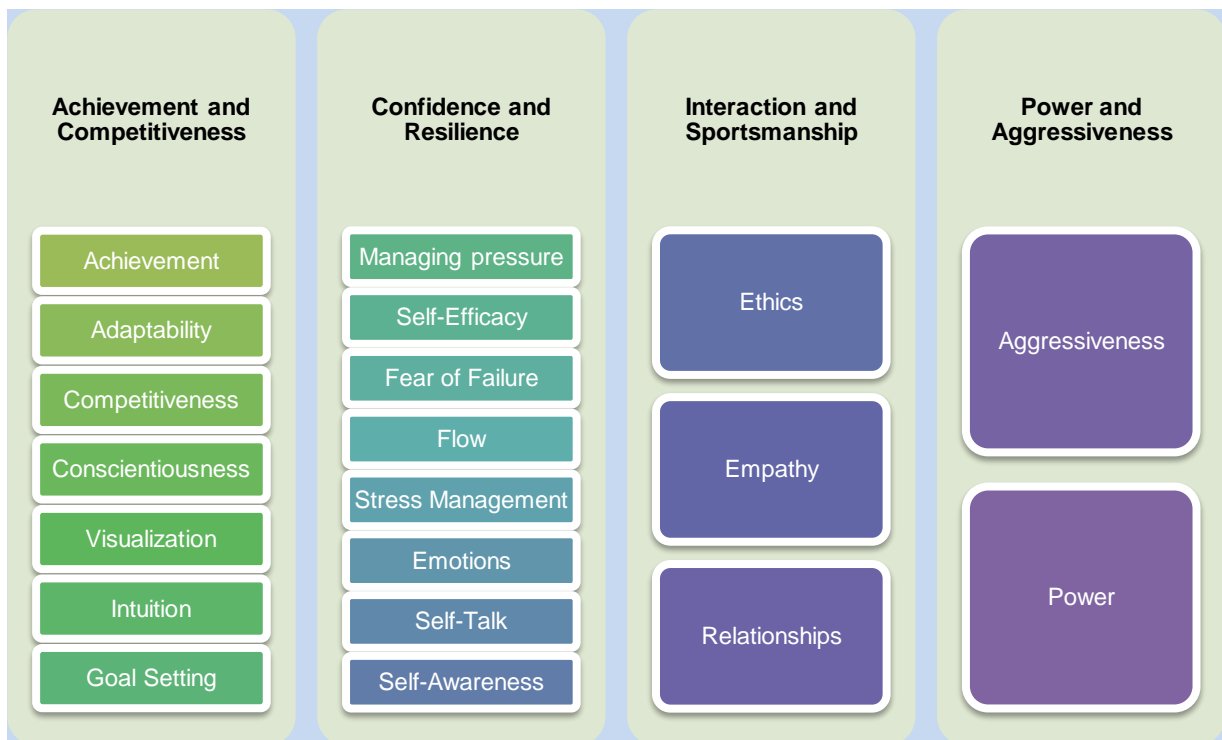 Achievement and
Competitiveness
Achievement
Adaptability
Competitiveness
Conscientiousness
Visualization
Intuition
Goal Setting
Confidence and
Resilience
Managing pressure
Self-Efficacy
Fear of Failure
Flow
Stress Management
Emotions
Self-Talk
Self-Awareness
Interaction and
Sportsmanship
Ethics
Empathy
Relationships
Power and
Aggressiveness
Aggressiveness
Power